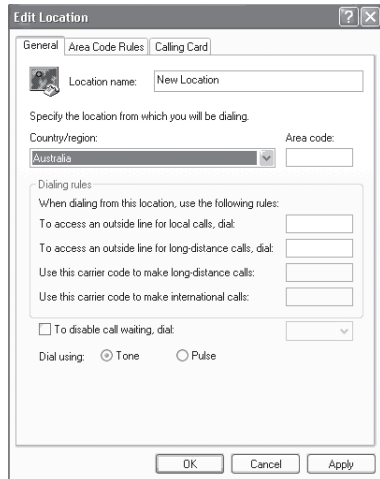 Edit Location
General Area Code Rules Calling Card
Location name: New Location
Specify the location from which you will be dialing.
Country/region: Area code:
Australia
Dialing rules
When dialing from this location, use the following rules:
To access an outside line for local calls, dial:
To access an outside line for long-distance calls, dial:
Use this carrier code to make long-distance calls:
Use this carrier code to make international calls:
To disable call waiting, dial:
Dial using: Tone Pulse
OK Cancel Apply